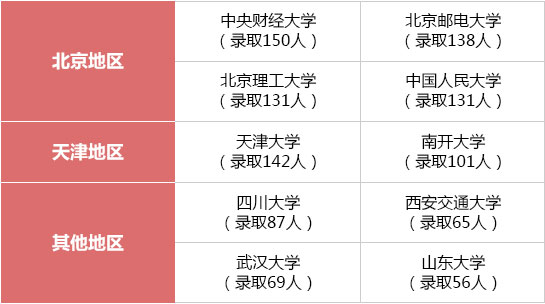 北京地区
中央财经大学
（录取150人）
北京邮电大学
（录取138人）
北京理工大学
（录取131人）
中国人民大学
（录取131人）
天津地区
天津大学
（录取142人）
南开大学
（录取101人）
其他地区
四川大学
（录取87人）
西安交通大学
（录取65人）
武汉大学
（录取69人）
山东大学
（录取56人）